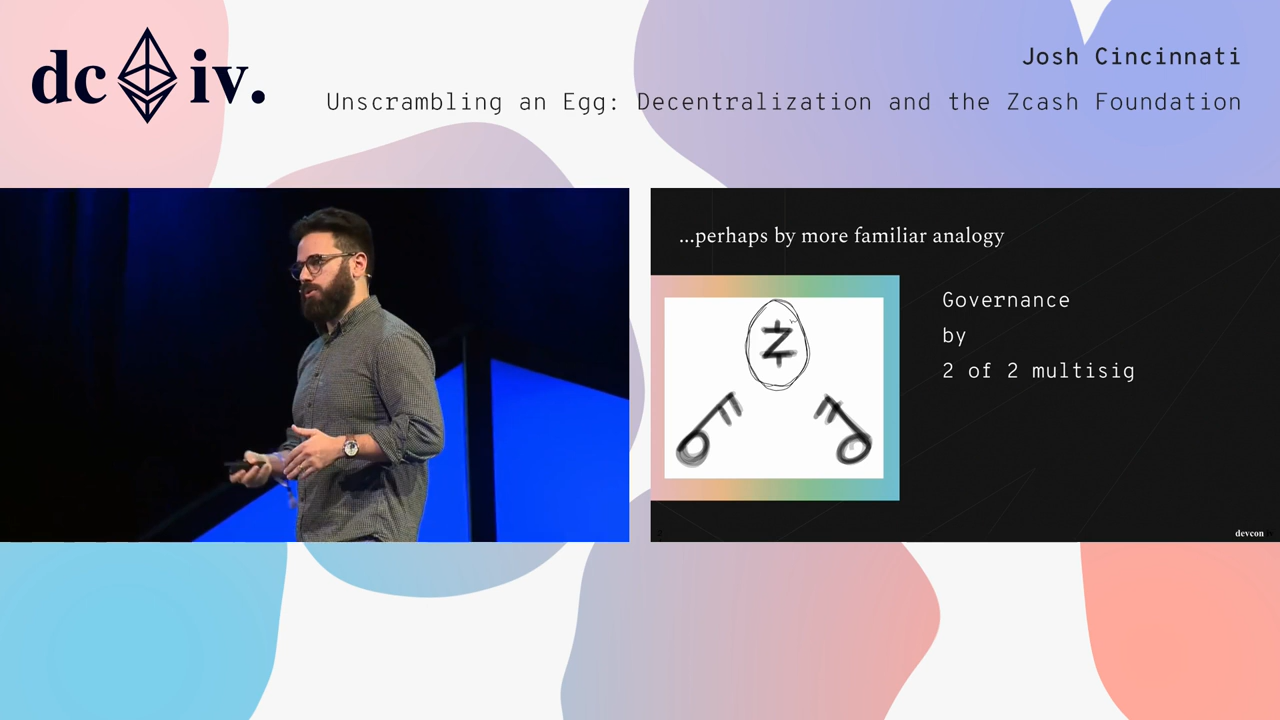 dc iv.
Josh Cincinnati
Unscrambling an Egg: Decentralization and the Zcash Foundation
...perhaps by more familiar analogy
Governance
by
2 of 2 multisig
devcon